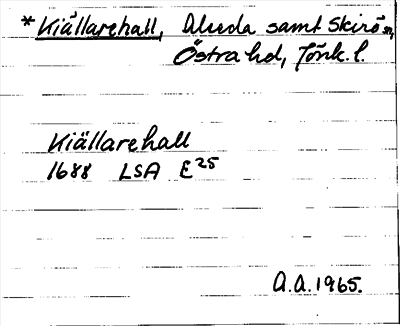 *Kiällarehall, Alseda samt Skirö sn,
Östra hd, Jönk. l.
Kiällarehall
1688 LSA E25
A.A. 1965.